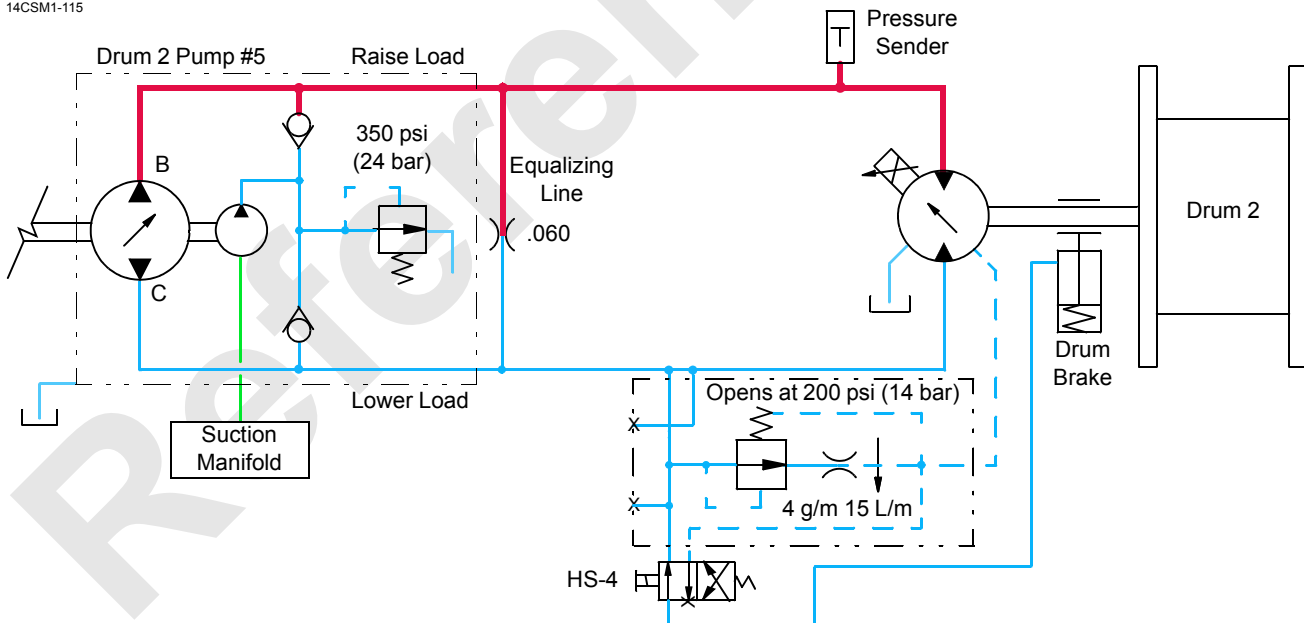 14CSM1-115
Pressure
Sender
Drum 2 Pump #5
Raise Load
350 psi
(24 bar)
Equalizing
Line
B
.060
Drum 2
C
Drum
Brake
Lower Load
Opens at 200 psi (14 bar)
Suction
Manifold
X
X
4 g/m 15 L/m
HS-4
Referen